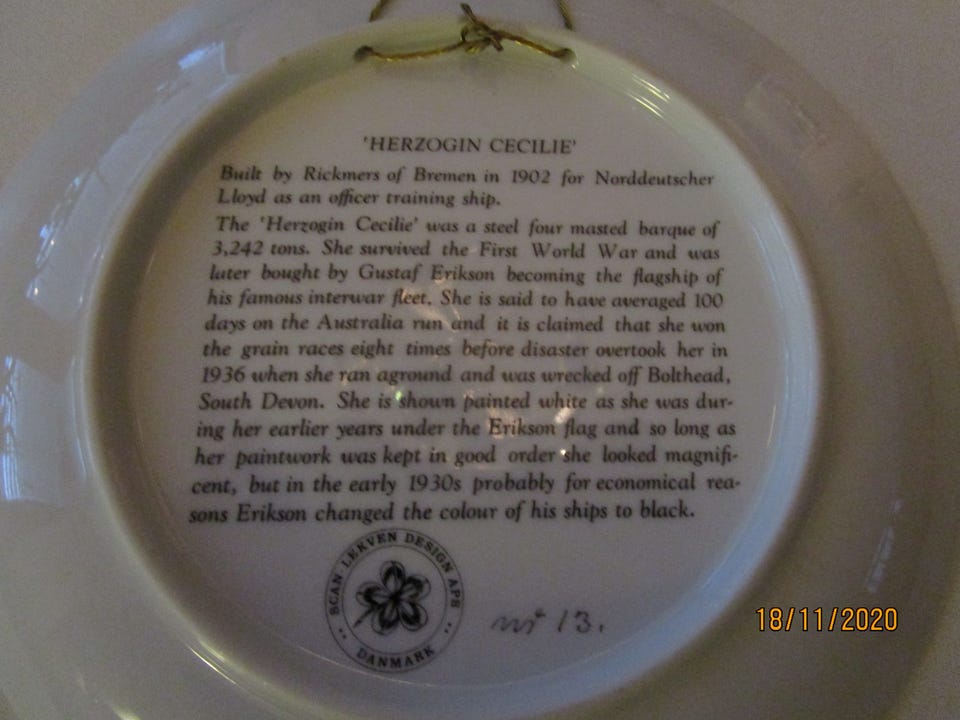 'HERZOGIN CECILIE'
Built by Rickmers of Bremen in 1902 for Norddeutscher
Lloyd as an officer training ship.
The 'Herzogin Cecilie' was a steel four masted barque of
3,242 tons. She survived the First World War and was
later bought by Gustaf Erikson becoming the flagship of
his famous interwar fleet. She is said to have averaged 100
days on the Australia run and it is claimed that she won
the grain races eight times before disaster overtook her in
1936 when she ran aground and was wrecked off Bolthead,
South Devon. She is shown painted white as she was dur-
ing her earlier years under the Erikson flag and so long as
her paintwork was kept in good order she looked magnifi-
cent, but in the early 1930s probably for economical rea-
sons Erikson changed the colour of his ships to black.
SCAN-LEKVEN DESIGN APS
DENMARK
13.
18/11/2020